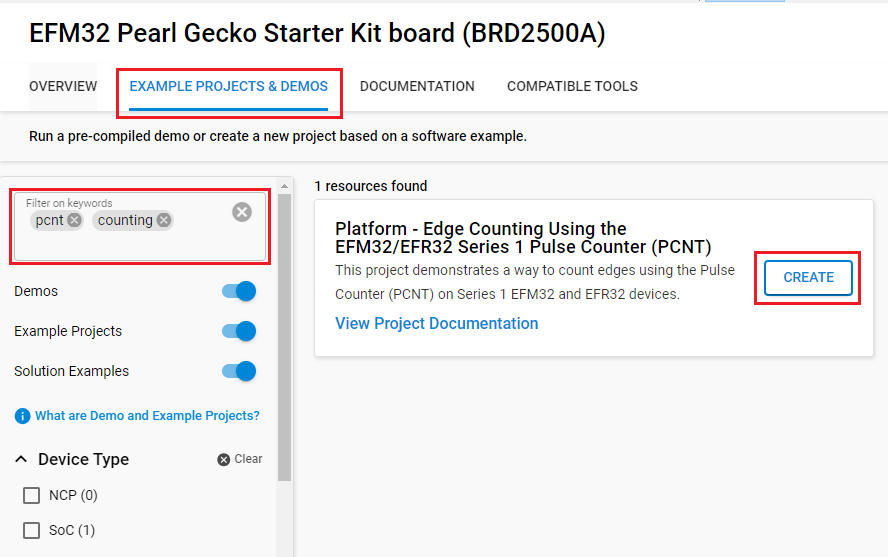 EFM32 Pearl Gecko Starter Kit board (BRD2500A)
OVERVIEW
EXAMPLE PROJECTS & DEMOS
DOCUMENTATION
COMPATIBLE TOOLS
Run a pre-compiled demo or create a new project based on a software example.
Filter on keywords
pcnt
counting
Demos
Example Projects
Solution Examples
What are Demo and Example Projects?
Device Type
Clear
NCP (0)
SoC (1)
1 resources found
Platform - Edge Counting Using the
EFM32/EFR32 Series 1 Pulse Counter (PCNT)
This project demonstrates a way to count edges using the Pulse
Counter (PCNT) on Series 1 EFM32 and EFR32 devices.
View Project Documentation
CREATE